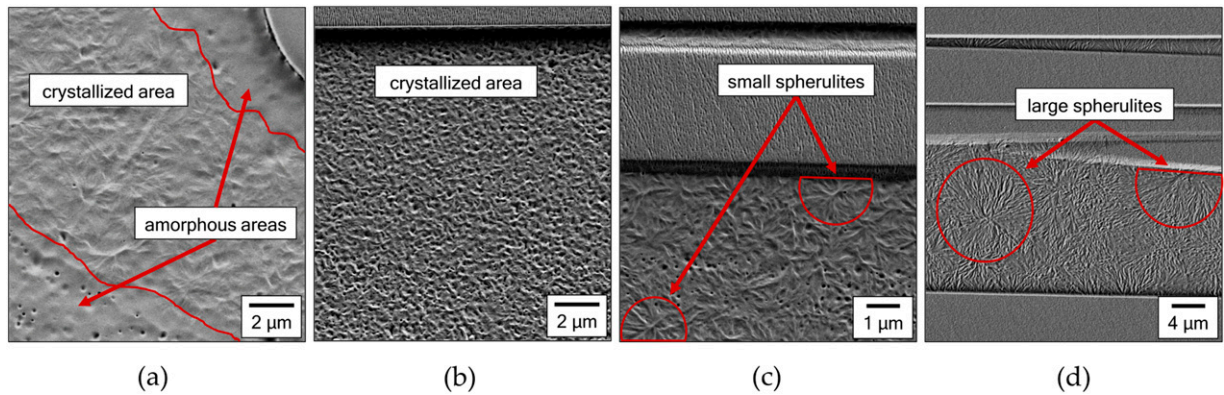 crystallized area
amorphous areas
2 µm
(a)
crystallized area
2 µm
(b)
small spherulites
1 µm
(c)
large spherulites
4 µm
(d)